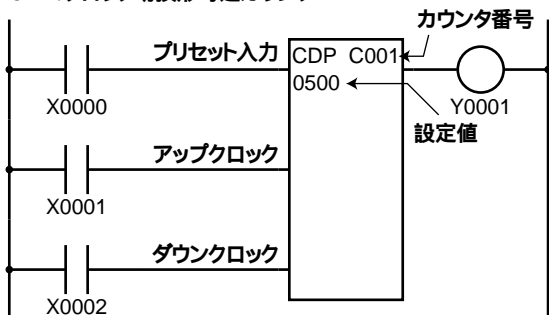 カウンタ番号
プリセット入力
CDP C001
0500
X0000
Y0001
設定値
アップクロック
X0001
ダウンクロック
X0002